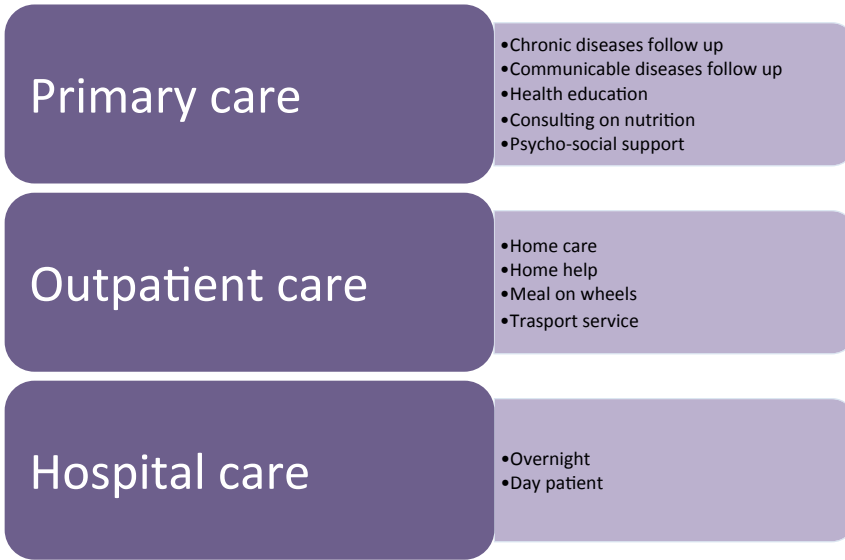 Primary care
•Chronic diseases follow up
•Communicable diseases follow up
•Health education
•Consulting on nutrition
•Psycho-social support
Outpatient care
•Home care
•Home help
•Meal on wheels
•Trasport service
Hospital care
•Overnight
•Day patient